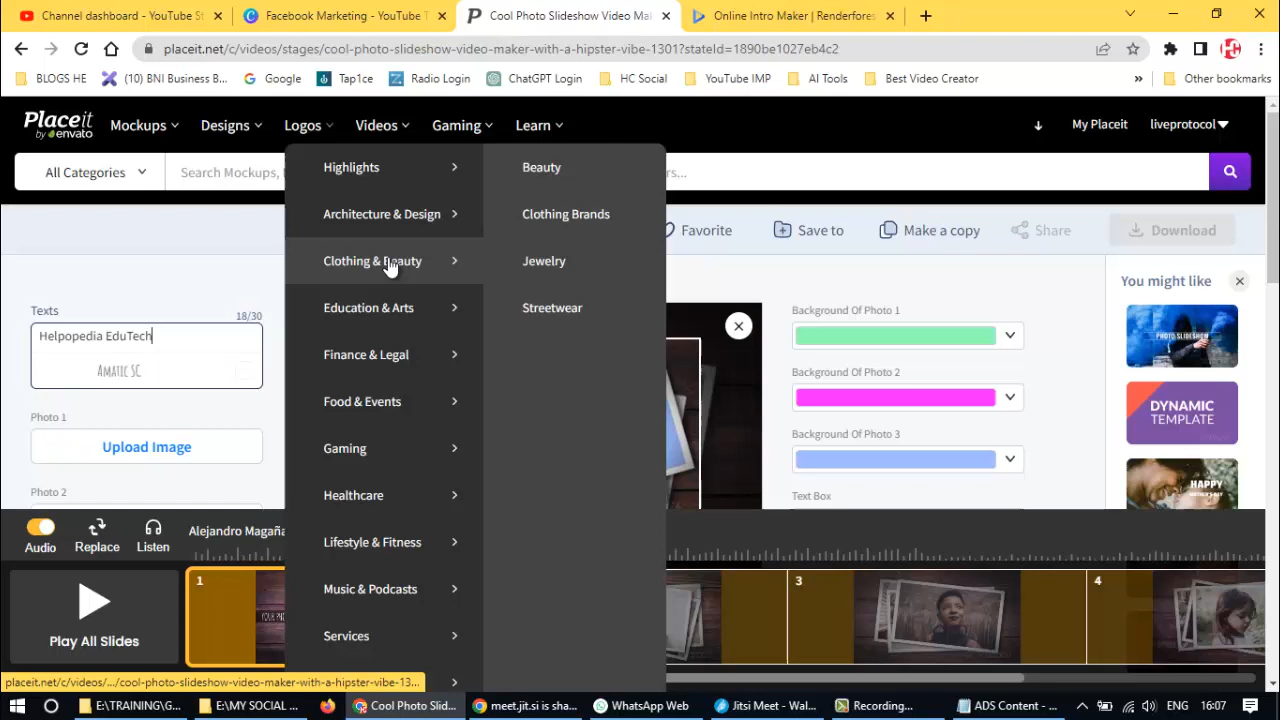 Channel dashboard - YouTube St
Facebook Marketing - YouTube T
Cool Photo Slideshow Video Mak
Online Intro Maker | Renderfores
placeit.net/c/videos/stages/cool-photo-slideshow-video-maker-with-a-hipster-vibe-1301?stateId=1890be1027eb4c2
BLOGS HE
(10) BNI Business B...
Google
Tap1ce
Radio Login
ChatGPT Login
HC Social
YouTube IMP
AI Tools
Best Video Creator
»
Other bookmarks
Placeit
by envato
Mockups
Designs
Logos
Videos
Gaming
Learn
My Placeit
liveprotocol
All Categories
Search Mockups,
rs...
Favorite
Save to
Make a copy
Share
Download
Highlights
Architecture & Design
Clothing & Beauty
Education & Arts
Finance & Legal
Food & Events
Gaming
Healthcare
Lifestyle & Fitness
Music & Podcasts
Services
Beauty
Clothing Brands
Jewelry
Streetwear
Texts
18/30
Helpopedia EduTech
Amatic SC
Photo 1
Upload Image
Photo 2
Background Of Photo 1
Background Of Photo 2
Background Of Photo 3
Text Box
You might like
PHOTO SLIDESHOW
DYNAMIC
TEMPLATE
HAPPY
MOTHER'S DAY
Audio
Replace
Listen
Alejandro Magaña
Play All Slides
1
YOUR PHO
3
4
placeit.net/c/videos/.../cool-photo-slideshow-video-maker-with-a-hipster-vibe-13...
E:\TRAINING\G...
E:\MY SOCIAL ...
Cool Photo Slid...
meet.jit.si is sha...
WhatsApp Web
Jitsi Meet - Wal...
Recording...
ADS Content - ...
ENG
16:07